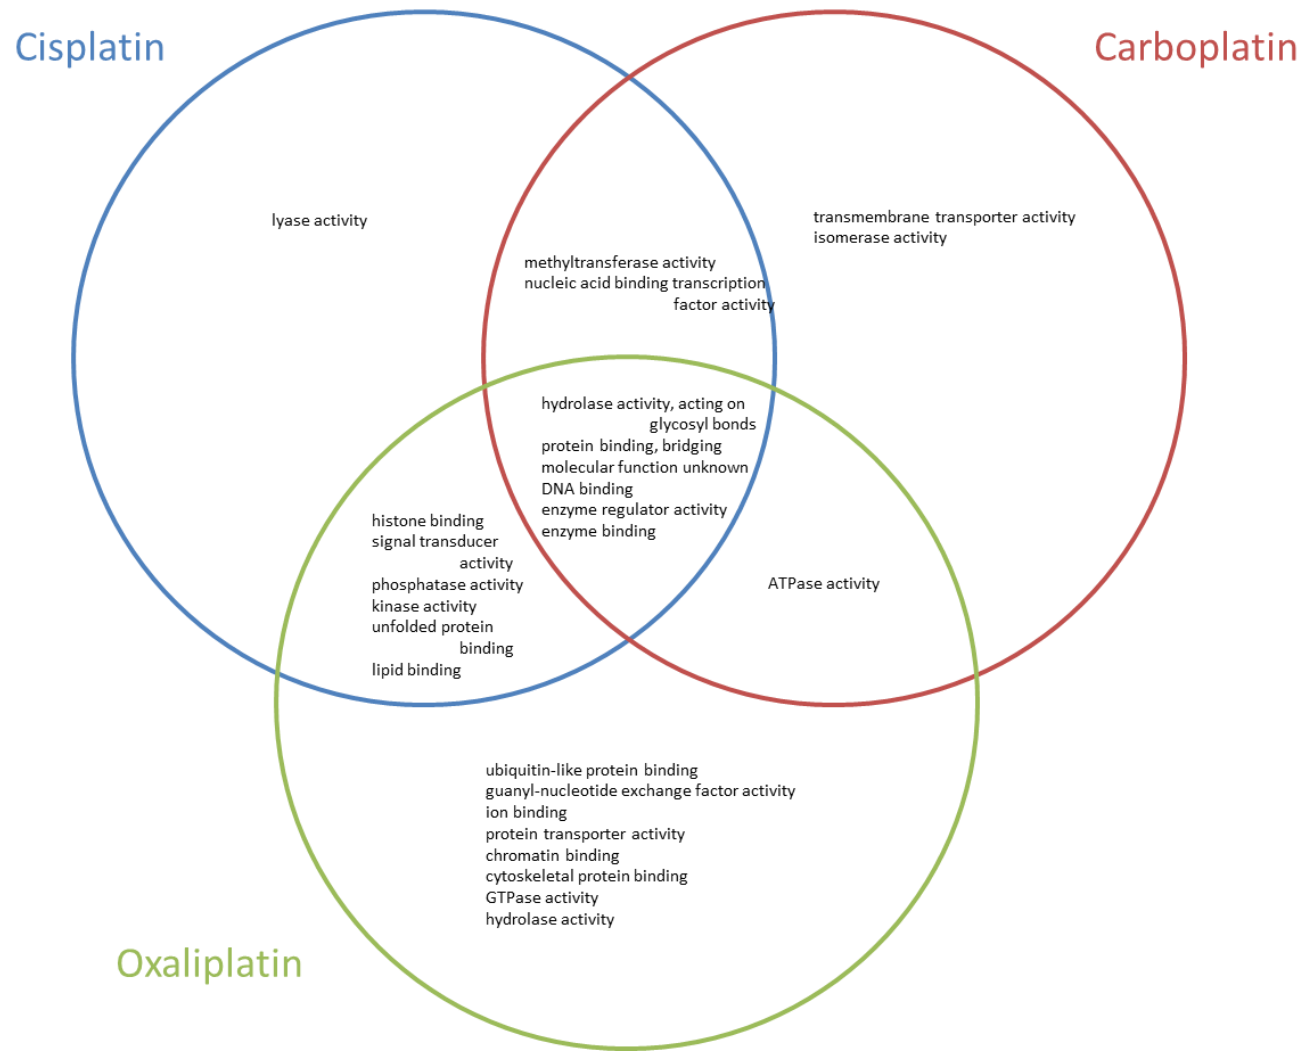 Cisplatin
Carboplatin
lyase activity
transmembrane transporter activity
isomerase activity
methyltransferase activity
nucleic acid binding transcription
factor activity
hydrolase activity, acting on
glycosyl bonds
protein binding, bridging
molecular function unknown
DNA binding
enzyme regulator activity
enzyme binding
histone binding
signal transducer
activity
phosphatase activity
kinase activity
unfolded protein
binding
lipid binding
ATPase activity
ubiquitin-like protein binding
guanyl-nucleotide exchange factor activity
ion binding
protein transporter activity
chromatin binding
cytoskeletal protein binding
GTPase activity
hydrolase activity
Oxaliplatin